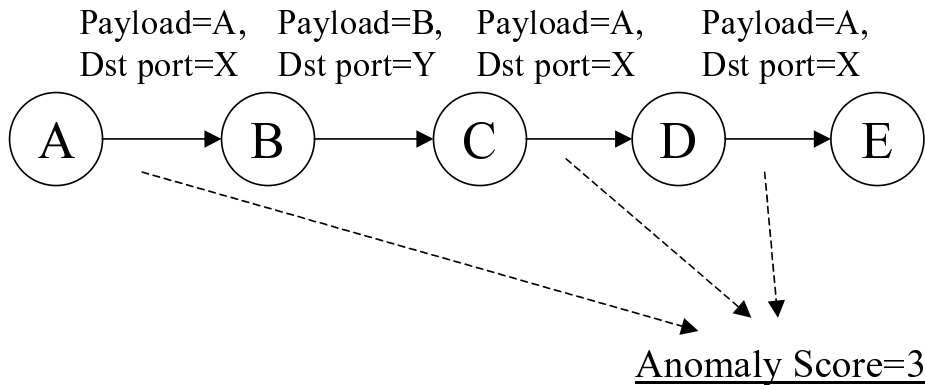 Payload=A, Payload=B, Payload=A, Payload=A,
Dst port=X Dst port=Y Dst port=X Dst port=X
A B C D E
Anomaly Score=3